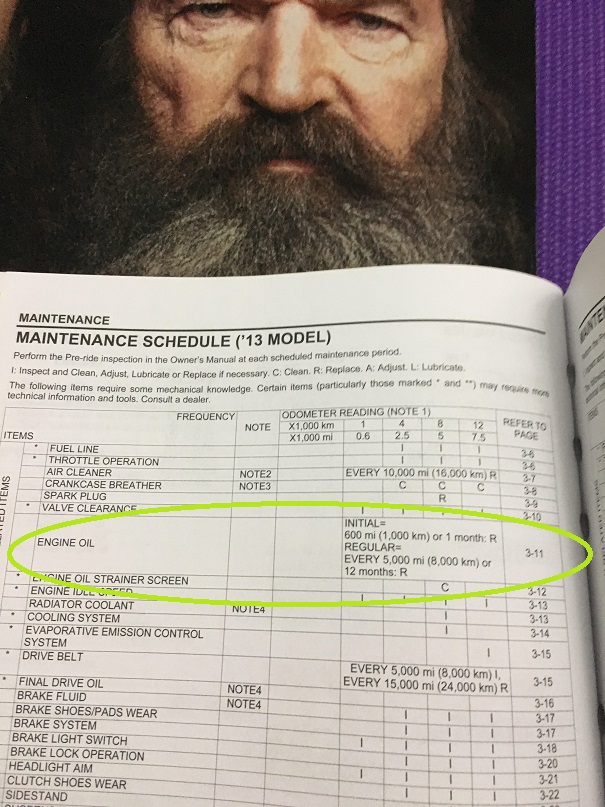 MAINTENANCE
MAINTENANCE SCHEDULE ('13 MODEL)
Perform the Pre-ride inspection in the Owner's Manual at each scheduled maintenance period.
I: Inspect and Clean, Adjust, Lubricate or Replace if necessary. C: Clean. R: Replace. A: Adjust. L: Lubricate.
The following items require some mechanical knowledge. Certain items (particularly those marked * and **) may require more
technical information and tools. Consult a dealer.
FREQUENCY NOTE ODOMETER READING (NOTE 1) REFER TO PAGE
X1,000 km 1 4 8 12
ITEMS X1,000 mi 0.6 2.5 5 7.5
* FUEL LINE I I I 3-6
* THROTTLE OPERATION I I I 3-6
AIR CLEANER NOTE2 EVERY 10,000 mi (16,000 km) R 3-7
CRANKCASE BREATHER NOTE3 C C C 3-8
SPARK PLUG R 3-9
* VALVE CLEARANCE I I I I 3-10
ENGINE OIL INITIAL=
600 mi (1,000 km) or 1 month: R
REGULAR=
EVERY 5,000 mi (8,000 km) or
12 months: R
3-11
* ENGINE OIL STRAINER SCREEN C 3-12
* ENGINE IDLE SPEED I I I I 3-13
RADIATOR COOLANT NOTE4 I 3-13
* COOLING SYSTEM I 3-14
* EVAPORATIVE EMISSION CONTROL
SYSTEM
* DRIVE BELT I 3-15
* FINAL DRIVE OIL NOTE4 EVERY 5,000 mi (8,000 km) I,
EVERY 15,000 mi (24,000 km) R 3-15
BRAKE FLUID NOTE4 I I I 3-16
BRAKE SHOES/PADS WEAR I I I 3-17
BRAKE SYSTEM I I I I 3-17
BRAKE LIGHT SWITCH I I I 3-18
BRAKE LOCK OPERATION I I I I 3-20
HEADLIGHT AIM I I I 3-21
CLUTCH SHOES WEAR I I I 3-22
SIDESTAND